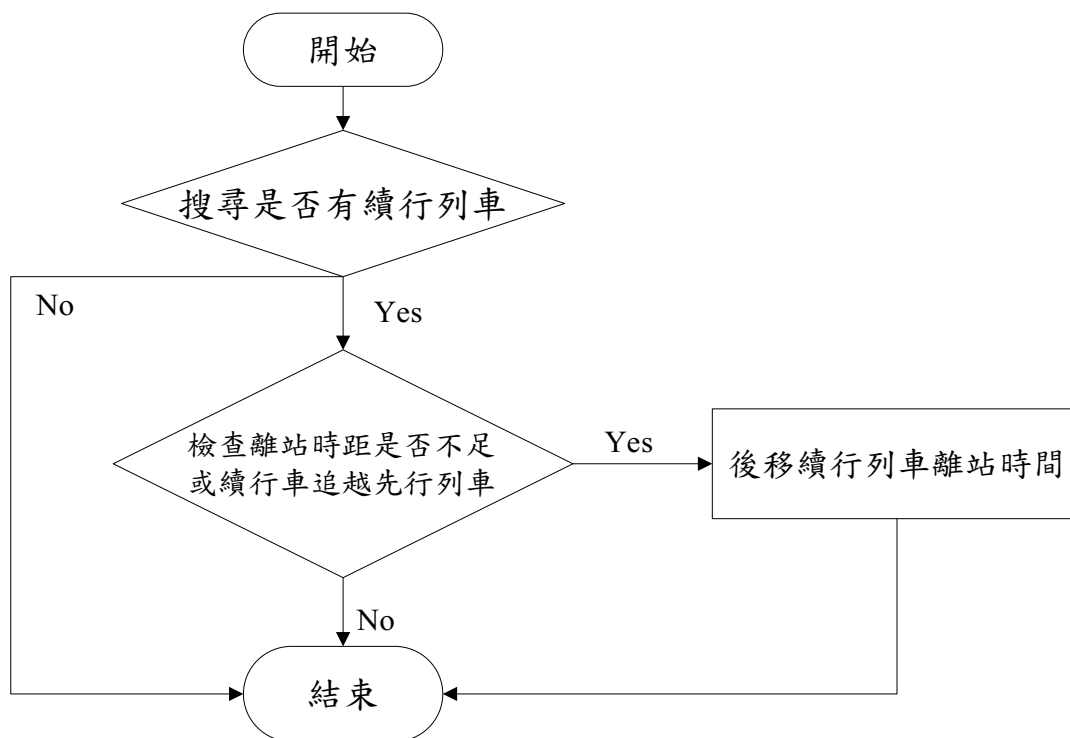 開始
搜尋是否有續行列車
No
Yes
檢查離站時距是否不足
或續行車追越先行列車
Yes
後移續行列車離站時間
No
結束